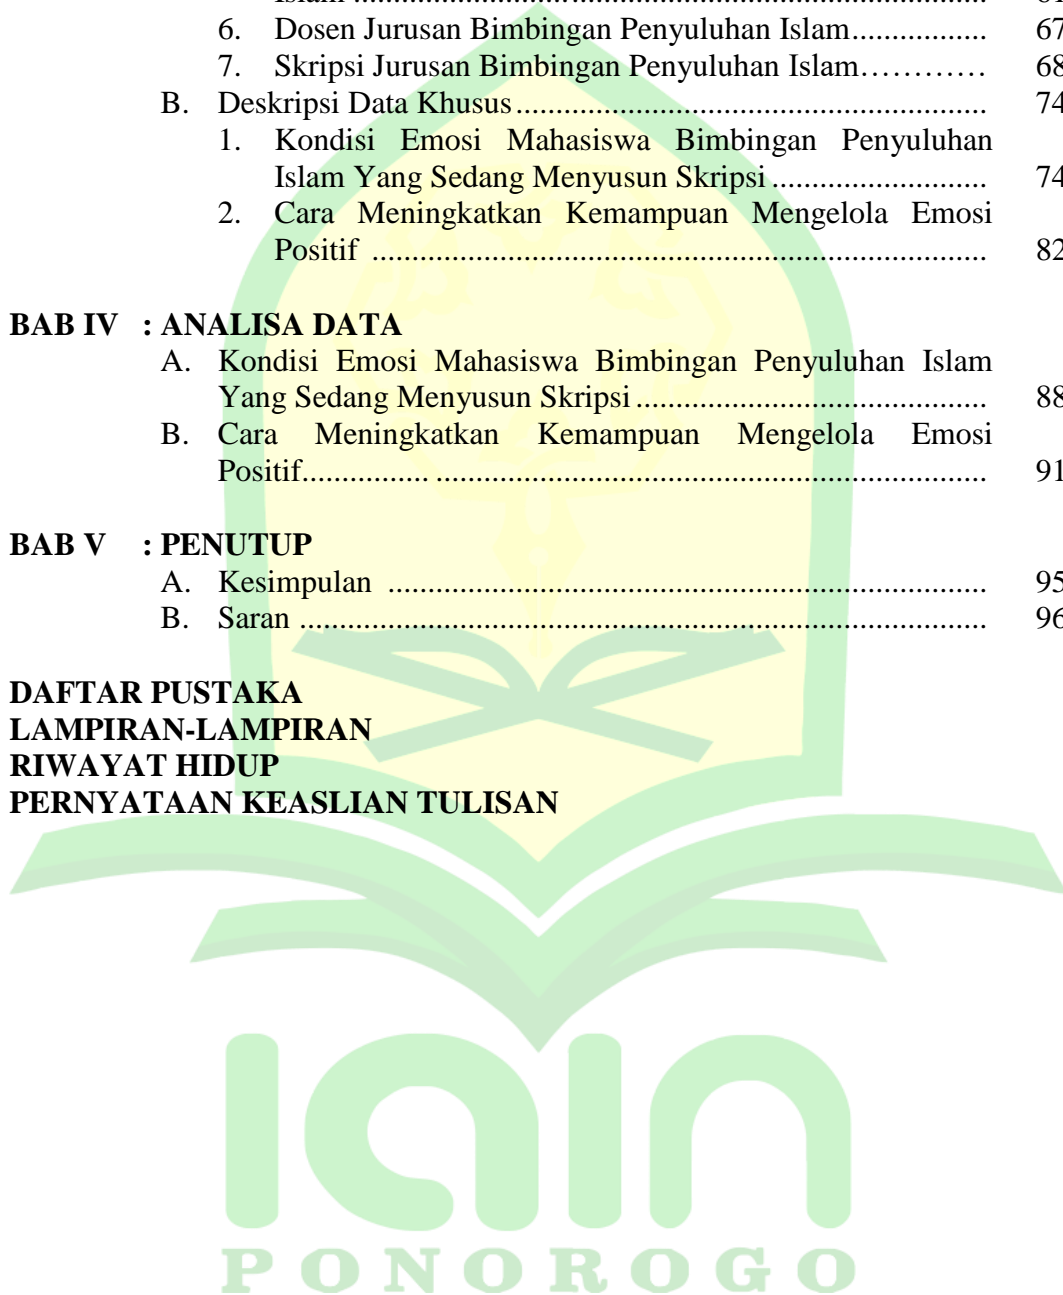 Islam ............................................................................... 61
6. Dosen Jurusan Bimbingan Penyuluhan Islam................. 67
7. Skripsi Jurusan Bimbingan Penyuluhan Islam………… 68
B. Deskripsi Data Khusus........................................................... 74
1. Kondisi Emosi Mahasiswa Bimbingan Penyuluhan
Islam Yang Sedang Menyusun Skripsi........................... 74
2. Cara Meningkatkan Kemampuan Mengelola Emosi
Positif ............................................................................. 82
BAB IV : ANALISA DATA
A. Kondisi Emosi Mahasiswa Bimbingan Penyuluhan Islam
Yang Sedang Menyusun Skripsi............................................ 88
B. Cara Meningkatkan Kemampuan Mengelola Emosi
Positif................ ..................................................................... 91
BAB V : PENUTUP
A. Kesimpulan ........................................................................... 95
B. Saran ...................................................................................... 96
DAFTAR PUSTAKA
LAMPIRAN-LAMPIRAN
RIWAYAT HIDUP
PERNYATAAN KEASLIAN TULISAN
iain
PONOROGO